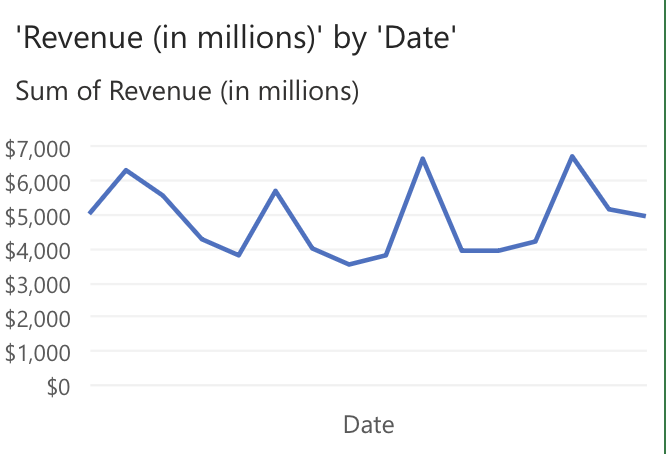 'Revenue (in millions)' by 'Date'
Sum of Revenue (in millions)
$7,000
$6,000
$5,000
$4,000
$3,000
$2,000
$1,000
$0
Date